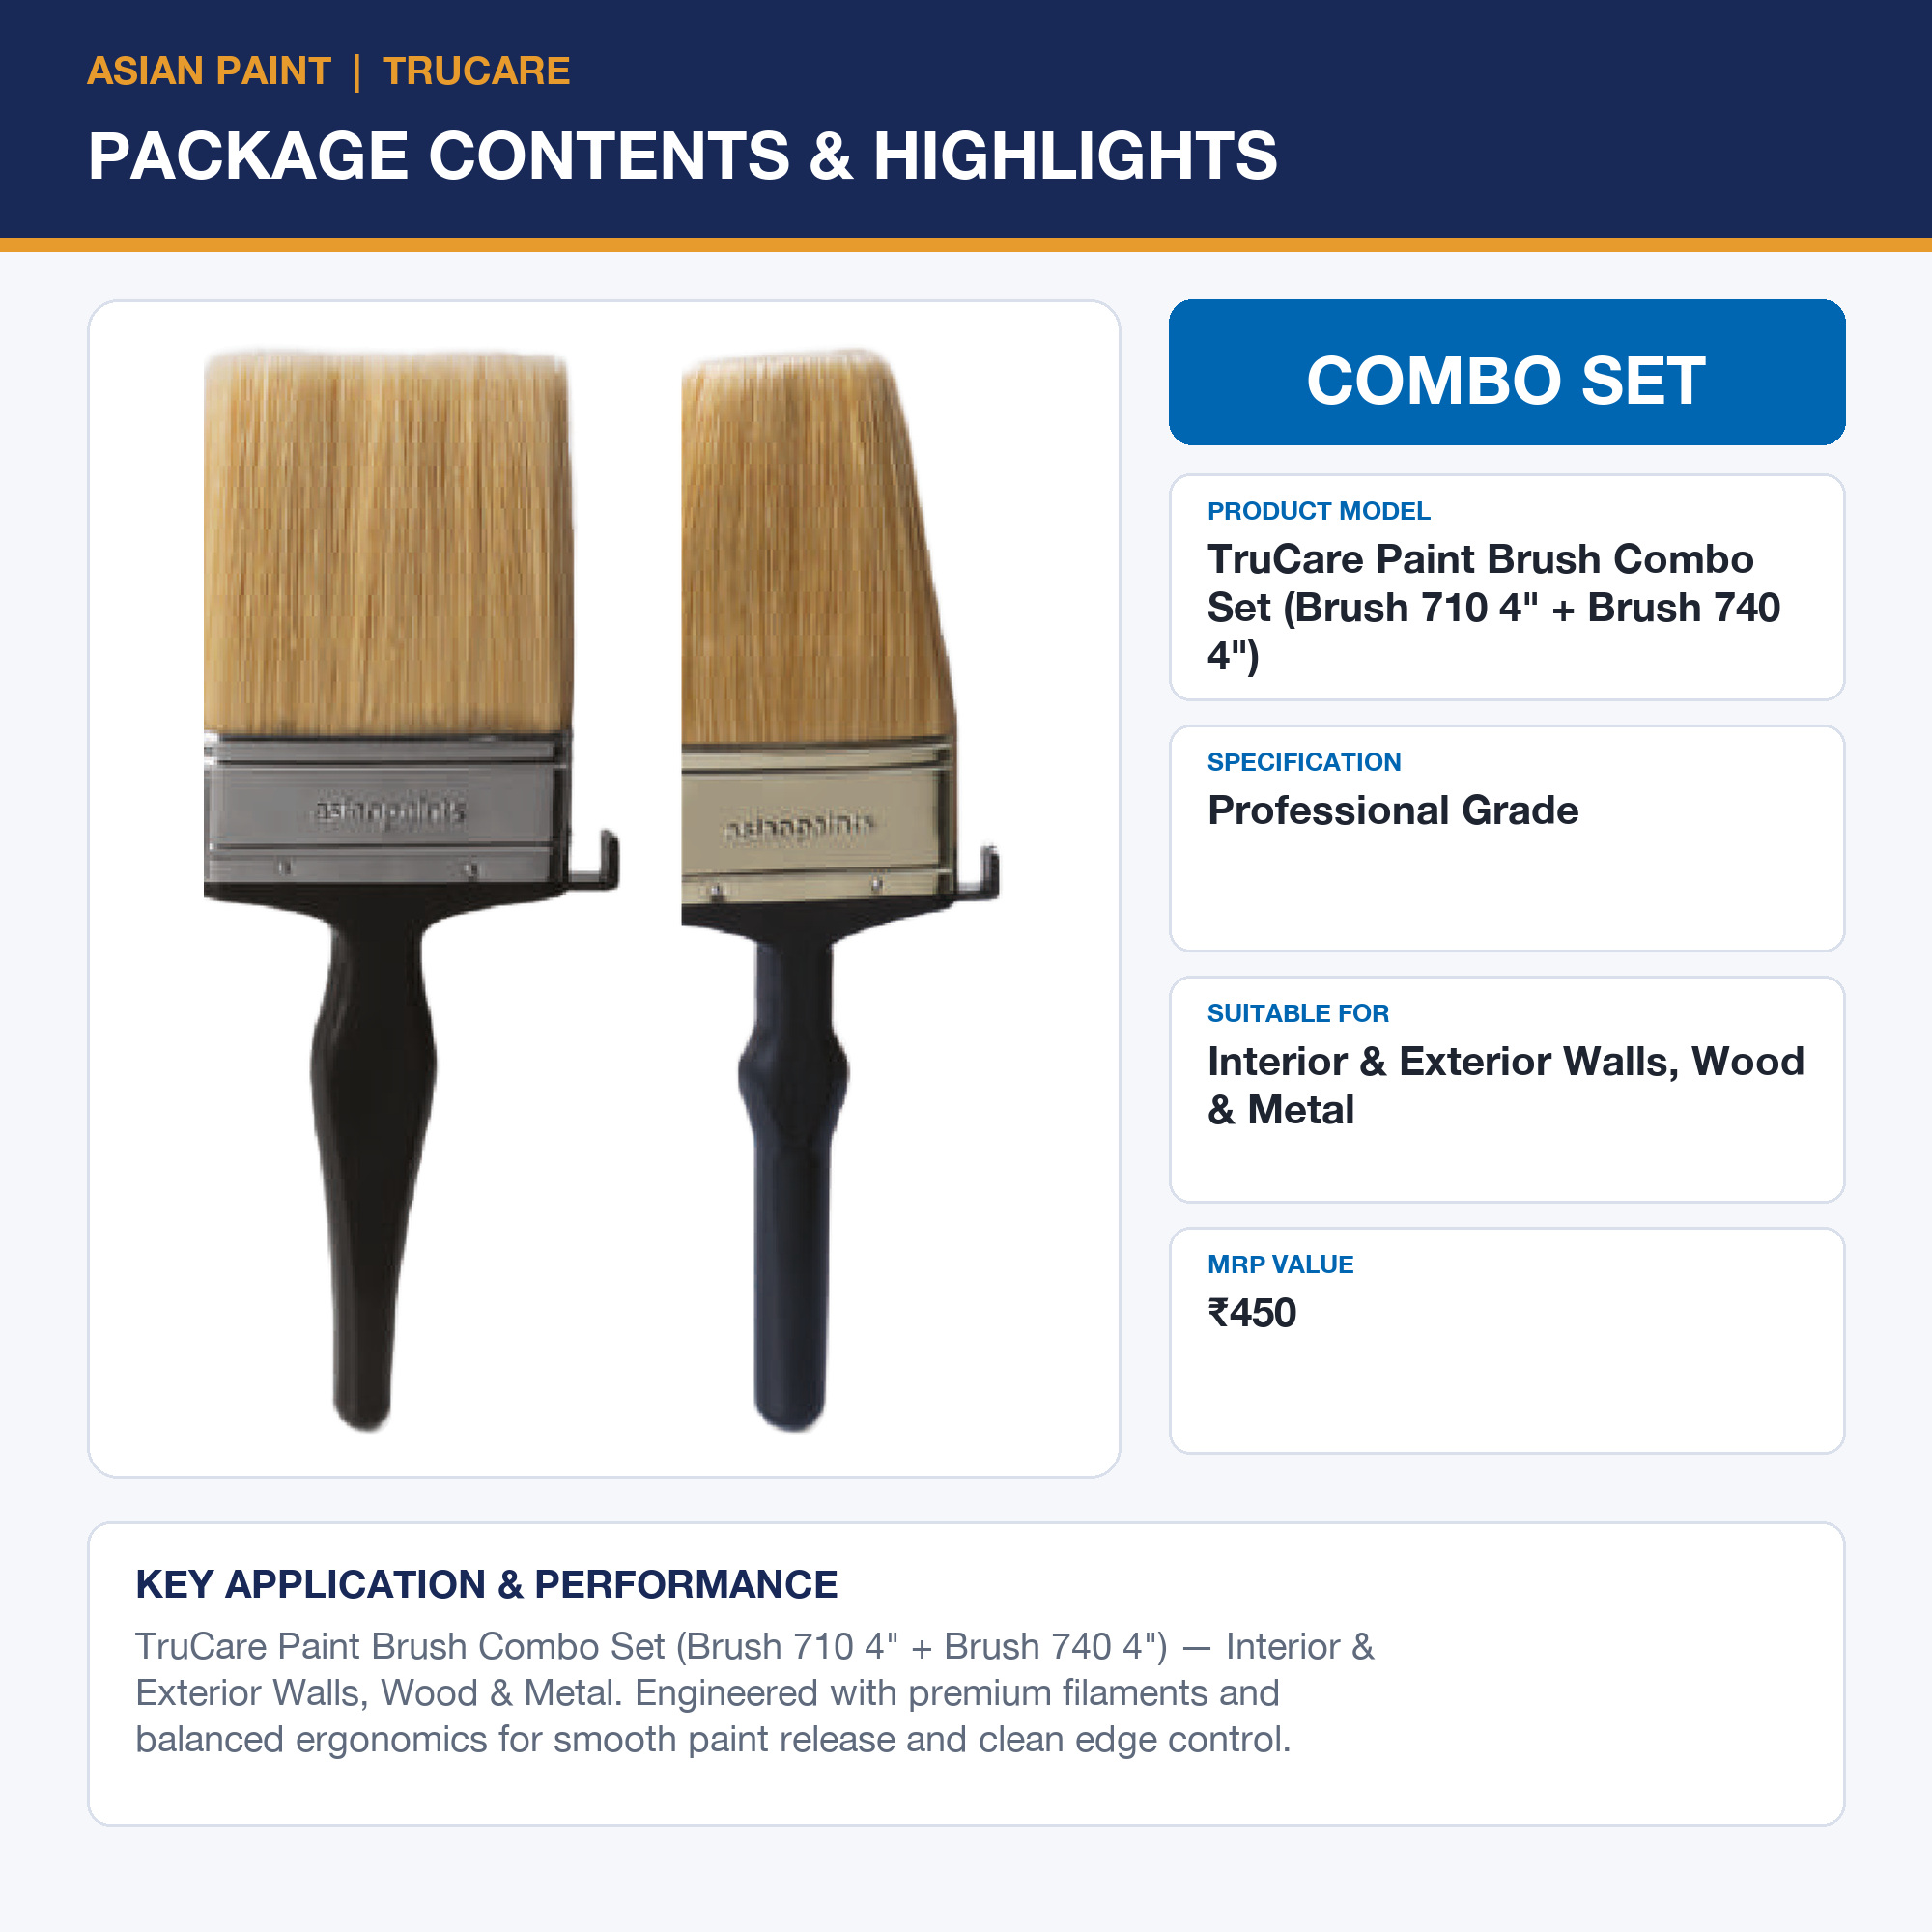 ASIAN PAINT | TRUCARE
PACKAGE CONTENTS & HIGHLIGHTS
asianpaints
asianpaints
COMBO SET
PRODUCT MODEL
TruCare Paint Brush Combo
Set (Brush 710 4" + Brush 740
4")
SPECIFICATION
Professional Grade
SUITABLE FOR
Interior & Exterior Walls, Wood
& Metal
MRP VALUE
₹450
KEY APPLICATION & PERFORMANCE
TruCare Paint Brush Combo Set (Brush 710 4" + Brush 740 4") — Interior &
Exterior Walls, Wood & Metal. Engineered with premium filaments and
balanced ergonomics for smooth paint release and clean edge control.